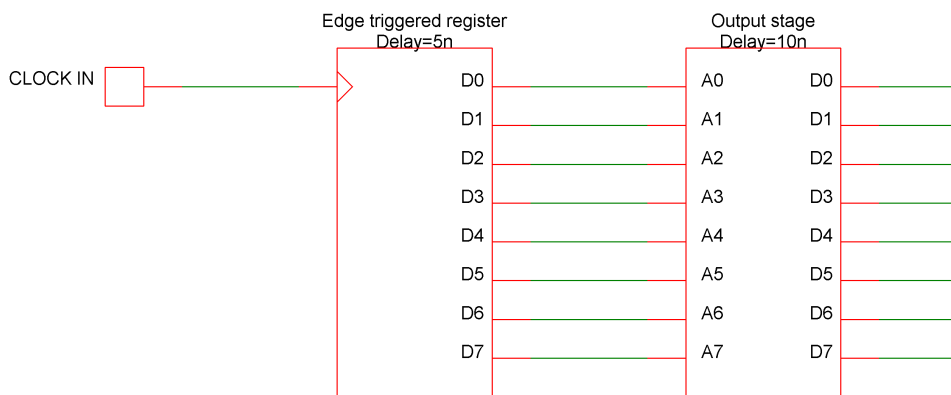 Edge triggered register
Delay=5n
Output stage
Delay=10n
CLOCK IN
D0
A0
D0
D1
A1
D1
D2
A2
D2
D3
A3
D3
D4
A4
D4
D5
A5
D5
D6
A6
D6
D7
A7
D7